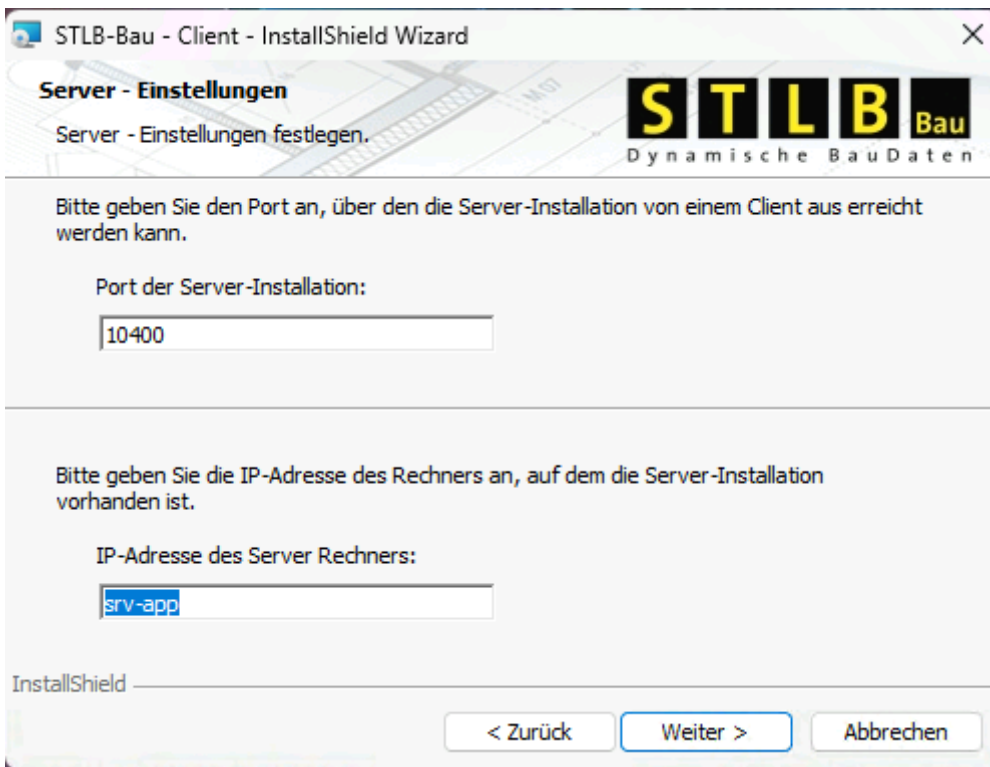 STLB-Bau - Client - InstallShield Wizard
Server - Einstellungen
Server - Einstellungen festlegen.
STLB Bau
Dynamische BauDaten
Bitte geben Sie den Port an, über den die Server-Installation von einem Client aus erreicht
werden kann.
Port der Server-Installation:
10400
Bitte geben Sie die IP-Adresse des Rechners an, auf dem die Server-Installation
vorhanden ist.
IP-Adresse des Server Rechners:
srv-app
InstallShield
< Zurück Weiter > Abbrechen